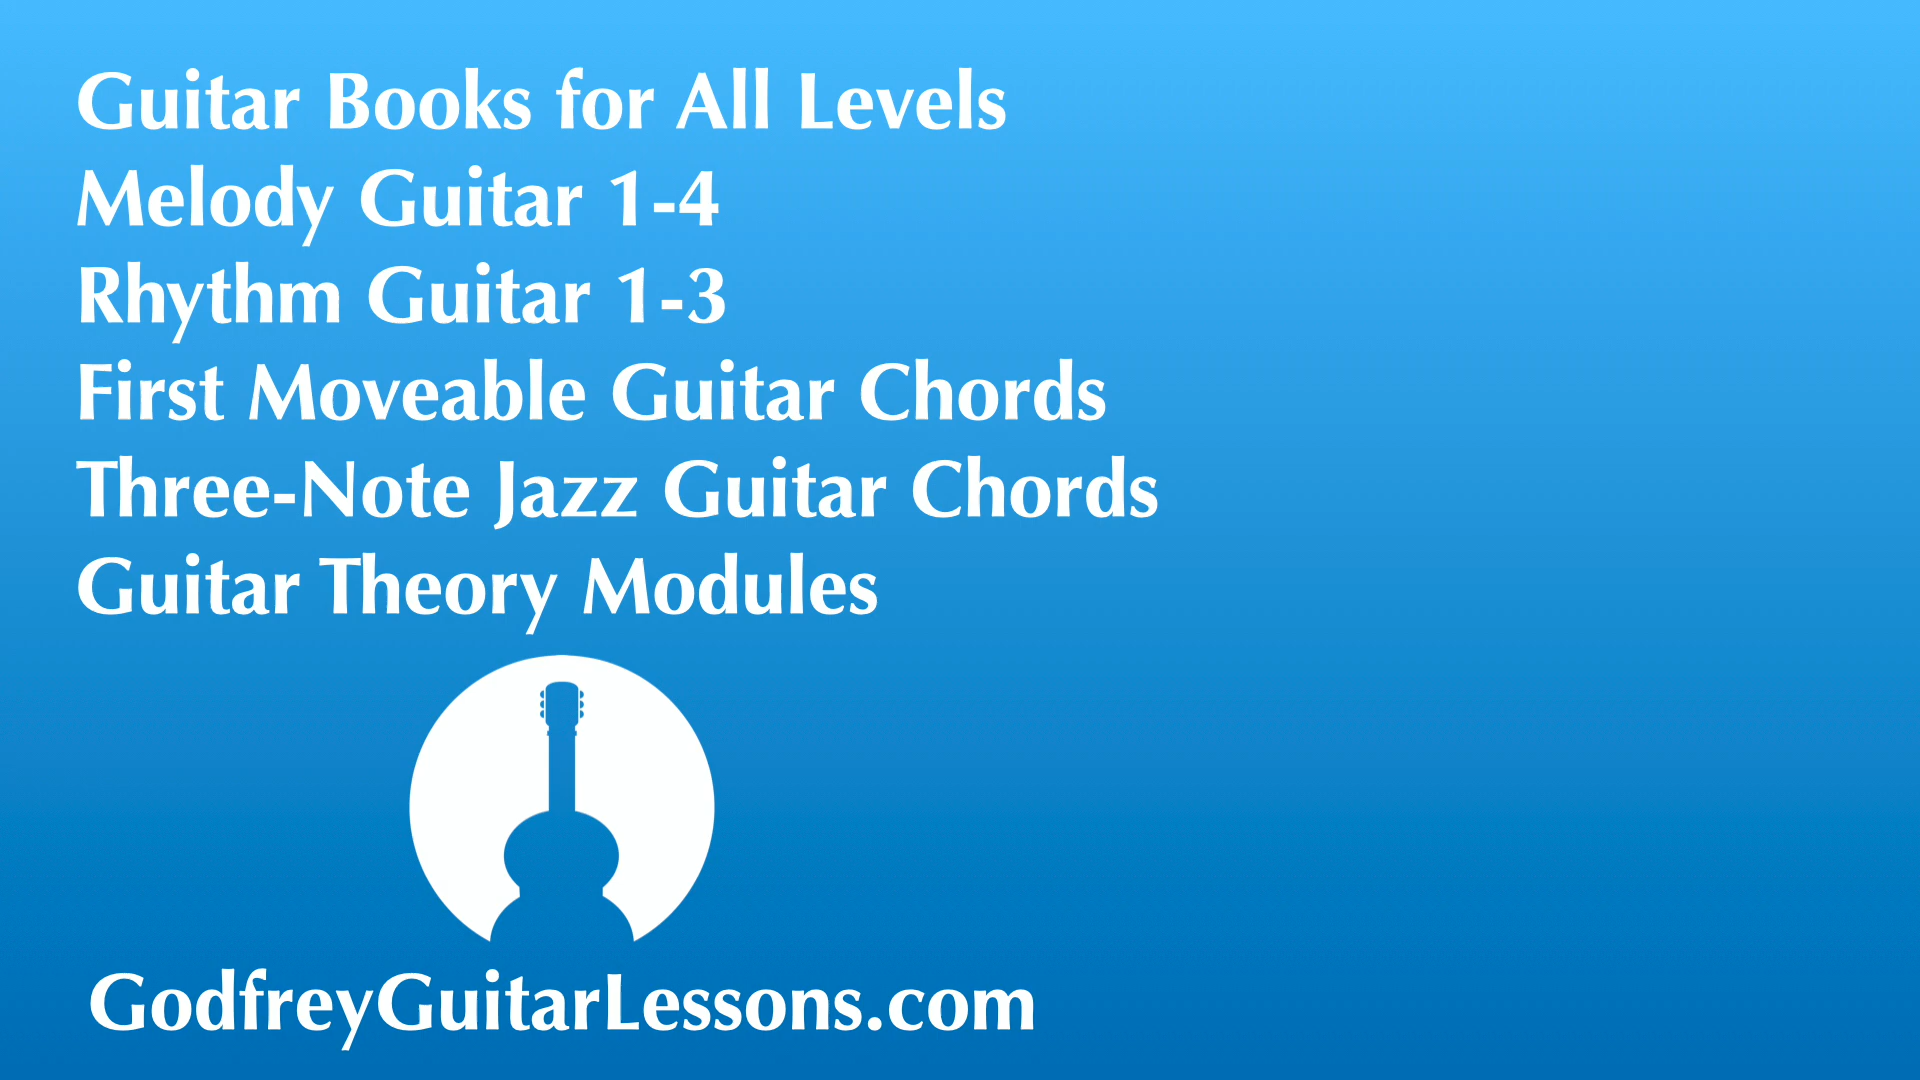 Guitar Books for All Levels
Melody Guitar 1-4
Rhythm Guitar 1-3
First Moveable Guitar Chords
Three-Note Jazz Guitar Chords
Guitar Theory Modules
GodfreyGuitarLessons.com